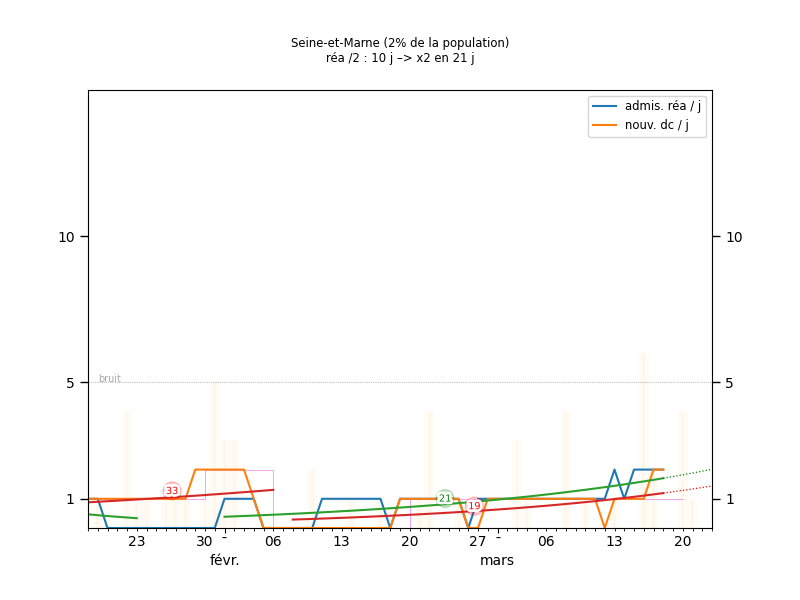 Seine-et-Marne (2% de la population)
réa /2 : 10 j –> x2 en 21 j
admis. réa / j
nouv. dc / j
10
10
bruit
5
5
33
21
19
1
1
23
30
06
13
20
27
06
13
20
févr.
mars